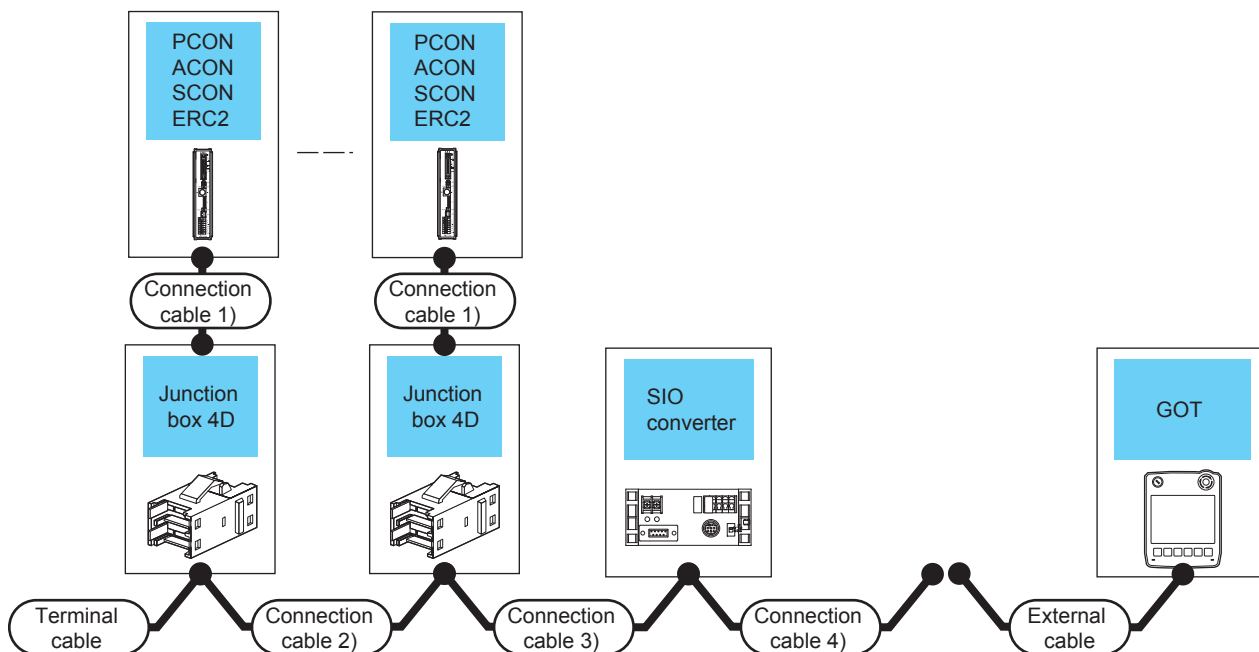 PCON
ACON
SCON
ERC2
PCON
ACON
SCON
ERC2
Connection
cable 1)
Connection
cable 1)
Junction
box 4D
Junction
box 4D
SIO
converter
GOT
Terminal
cable
Connection
cable 2)
Connection
cable 3)
Connection
cable 4)
External
cable